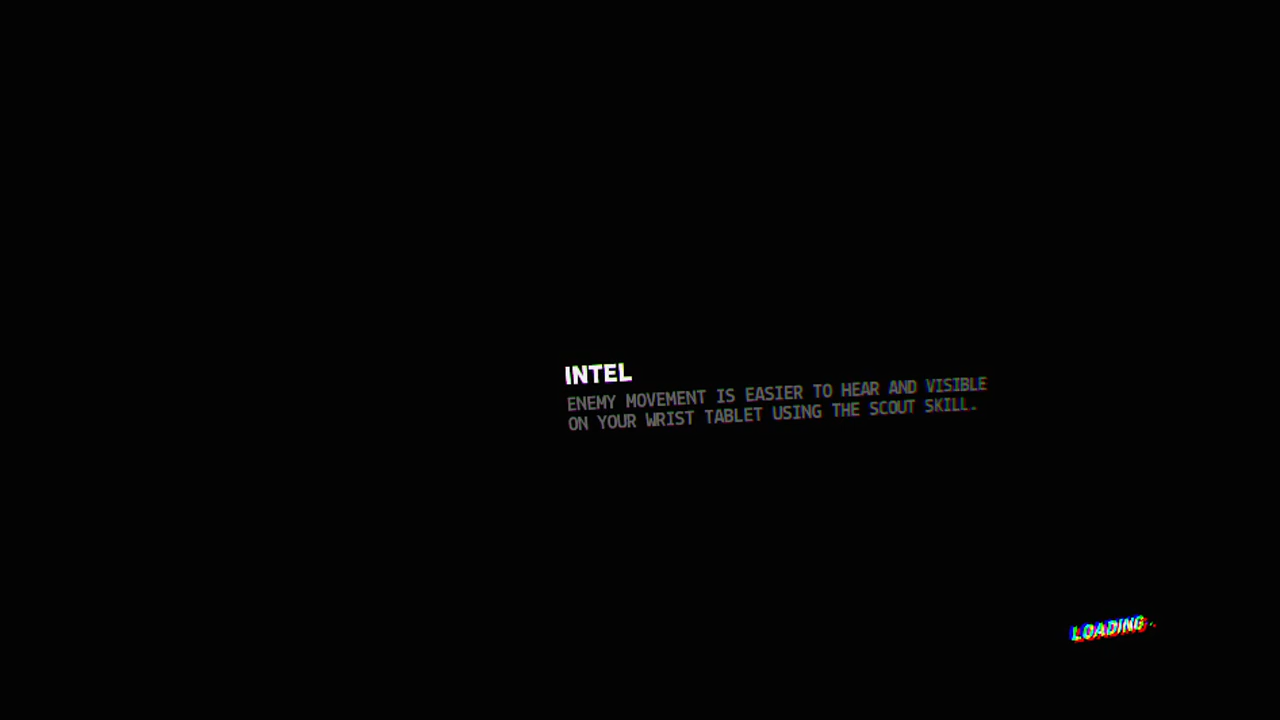 INTEL
ENEMY MOVEMENT IS EASIER TO HEAR AND VISIBLE
ON YOUR WRIST TABLET USING THE SCOUT SKILL.
LOADING..